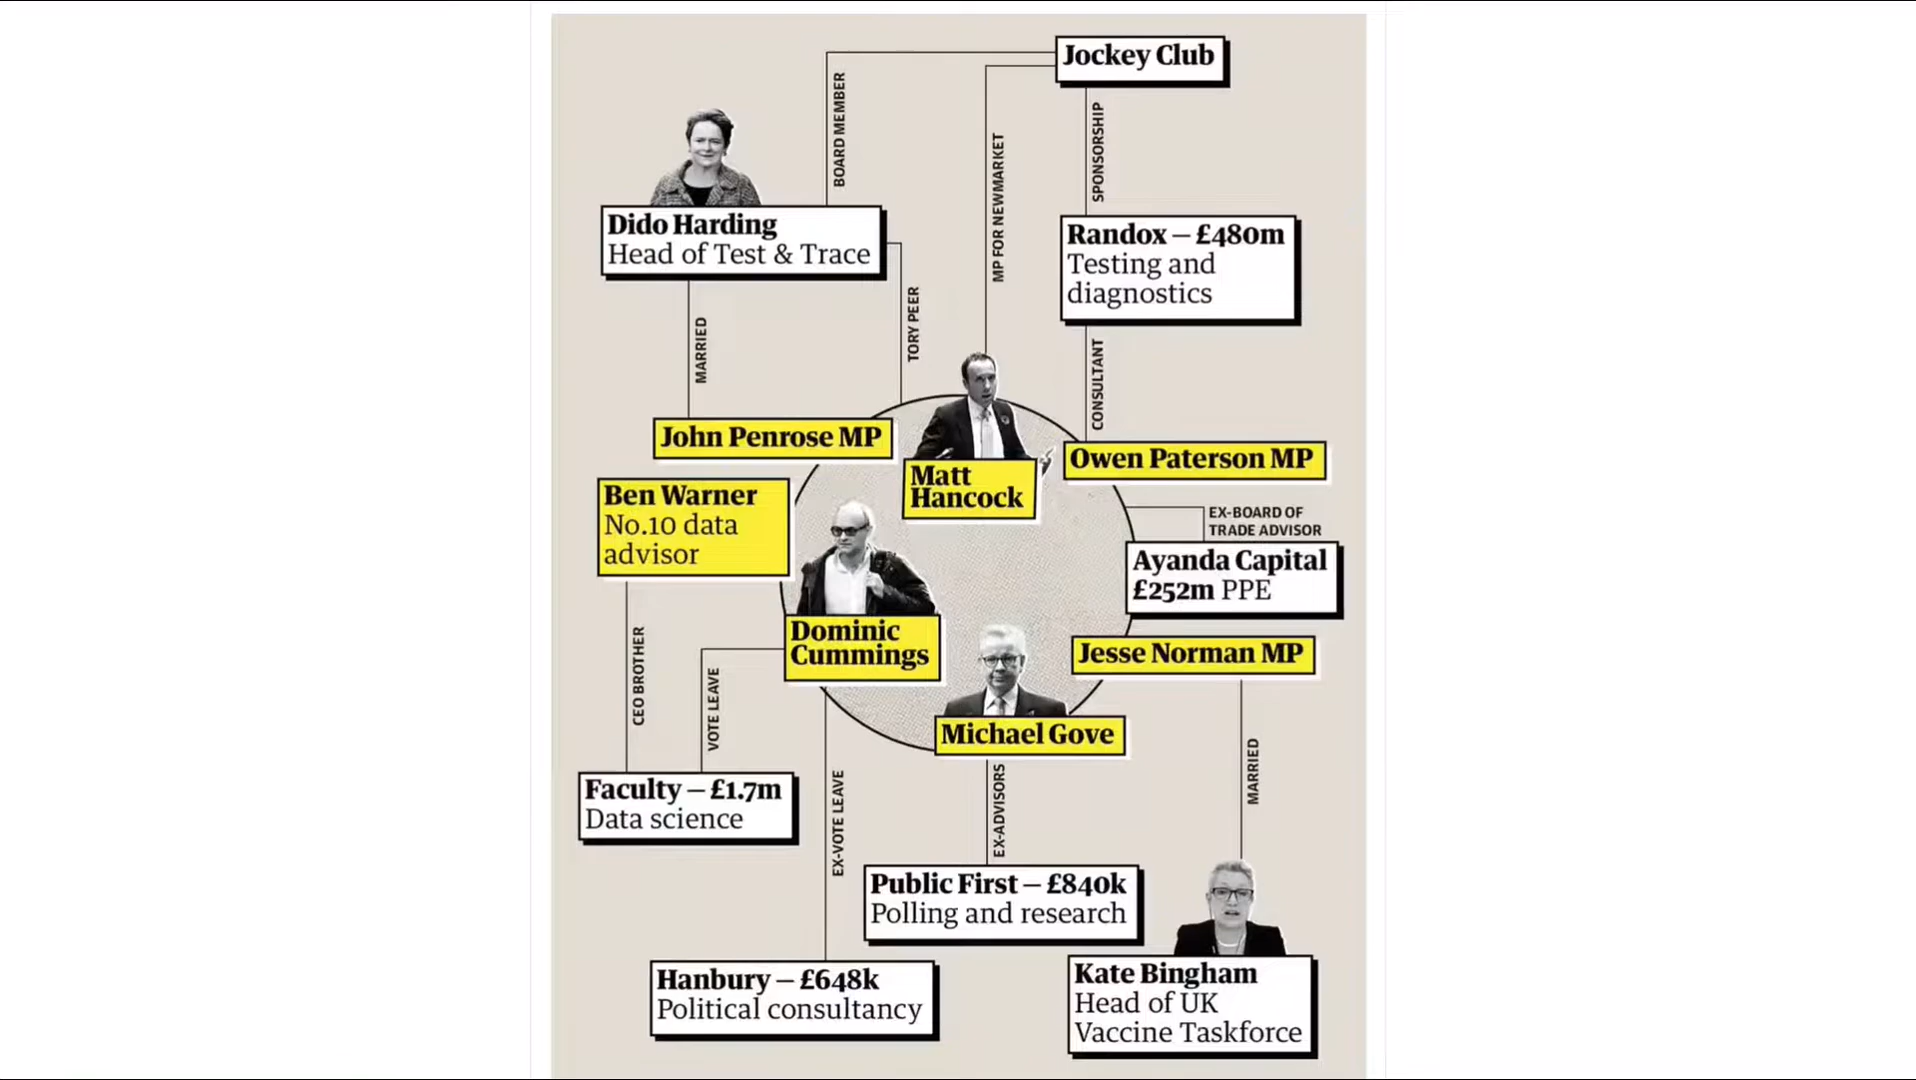 Jockey Club
BOARD MEMBER
MP FOR NEWMARKET
SPONSORSHIP
Dido Harding
Head of Test & Trace
Randox – £480m
Testing and
diagnostics
MARRIED
TORY PEER
CONSULTANT
John Penrose MP
Matt
Hancock
Owen Paterson MP
Ben Warner
No.10 data
advisor
EX-BOARD OF
TRADE ADVISOR
Ayanda Capital
£252m PPE
Dominic
Cummings
Jesse Norman MP
CEO BROTHER
VOTE LEAVE
Michael Gove
MARRIED
Faculty – £1.7m
Data science
EX-VOTE LEAVE
EX-ADVISORS
Public First – £840k
Polling and research
Hanbury – £648k
Political consultancy
Kate Bingham
Head of UK
Vaccine Taskforce